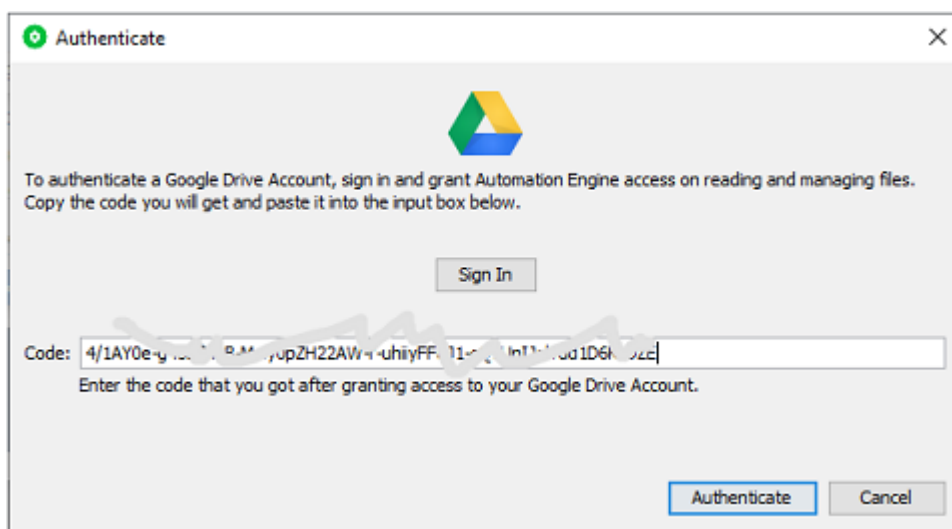 Authenticate
To authenticate a Google Drive Account, sign in and grant Automation Engine access on reading and managing files.
Copy the code you will get and paste it into the input box below.
Sign In
Code:
Enter the code that you got after granting access to your Google Drive Account.
Authenticate
Cancel